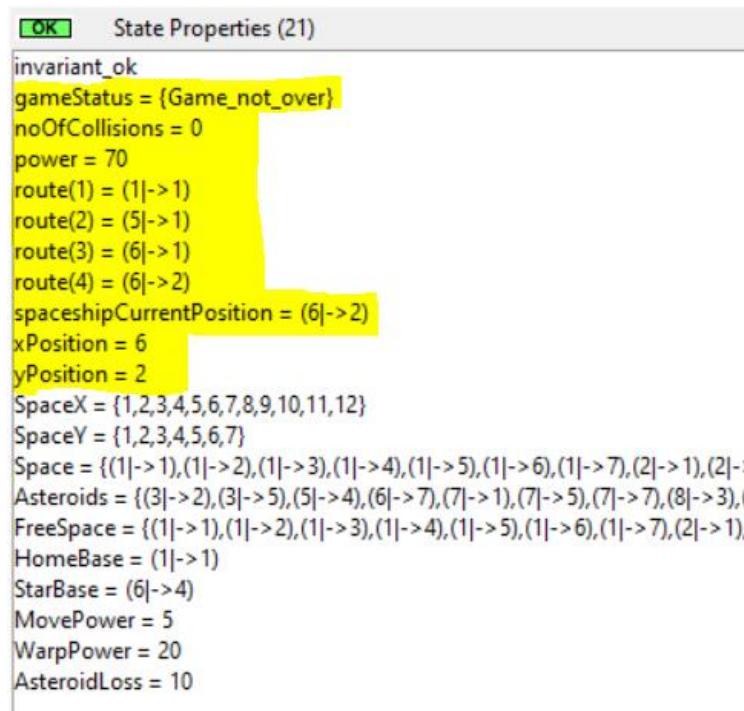 OK State Properties (21)
invariant_ok
gameStatus = {Game_not_over}
noOfCollisions = 0
power = 70
route(1) = (1|->1)
route(2) = (5|->1)
route(3) = (6|->1)
route(4) = (6|->2)
spaceshipCurrentPosition = (6|->2)
xPosition = 6
yPosition = 2
SpaceX = {1,2,3,4,5,6,7,8,9,10,11,12}
SpaceY = {1,2,3,4,5,6,7}
Space = {(1|->1),(1|->2),(1|->3),(1|->4),(1|->5),(1|->6),(1|->7),(2|->1),(2|-
Asteroids = {(3|->2),(3|->5),(5|->4),(6|->7),(7|->1),(7|->5),(7|->7),(8|->3),(
FreeSpace = {(1|->1),(1|->2),(1|->3),(1|->4),(1|->5),(1|->6),(1|->7),(2|->1),
HomeBase = (1|->1)
StarBase = (6|->4)
MovePower = 5
WarpPower = 20
AsteroidLoss = 10